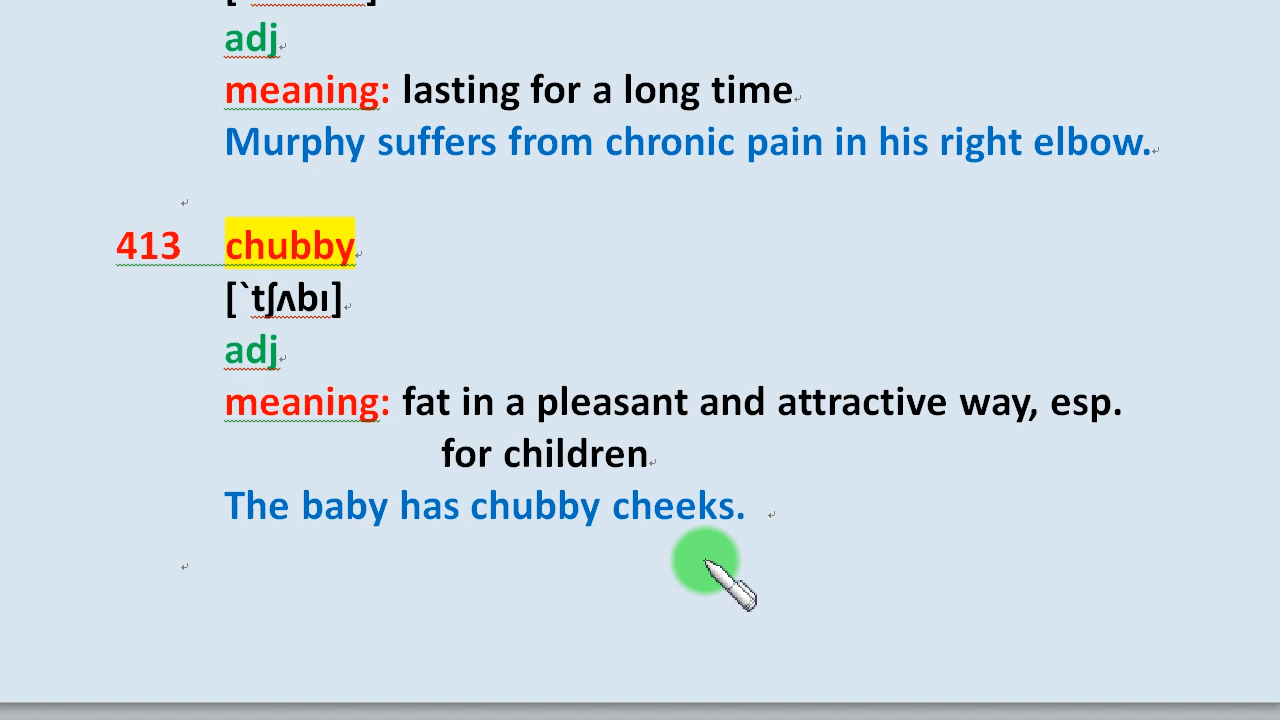 adj
meaning: lasting for a long time
Murphy suffers from chronic pain in his right elbow.
413 chubby
[`tʃʌbɪ]
adj
meaning: fat in a pleasant and attractive way, esp.
for children
The baby has chubby cheeks.